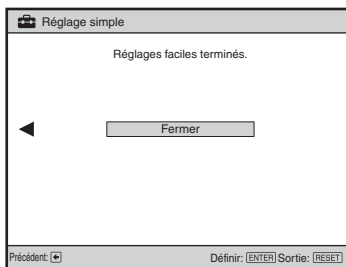 Réglage simple
Réglages faciles terminés.
Fermer
Précédent: Définir: ENTER Sortie: RESET